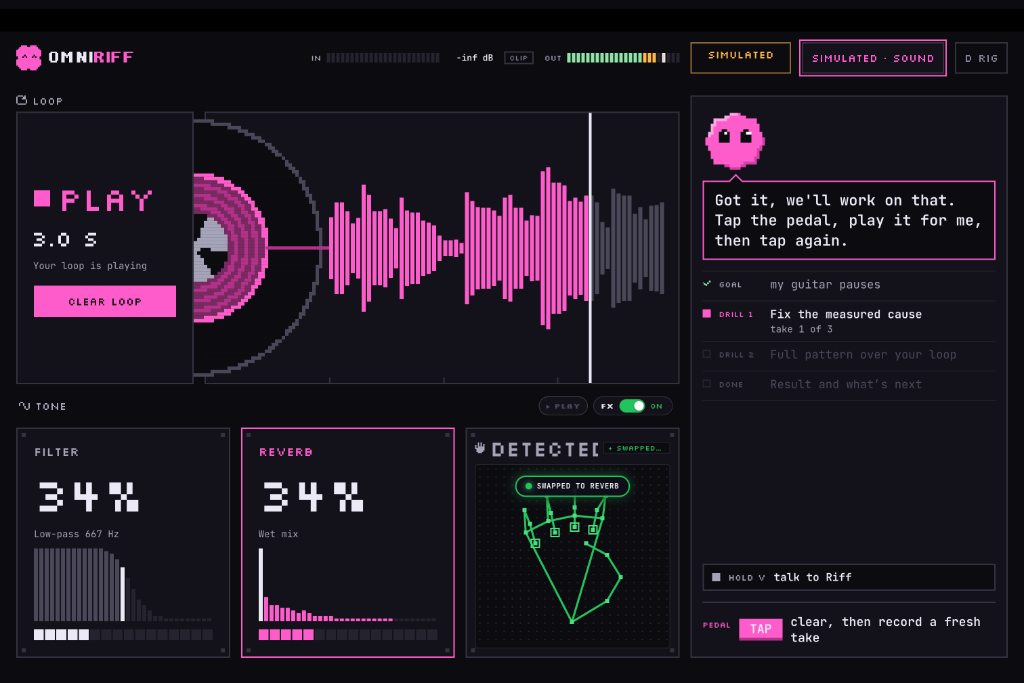 OMNIRIFF
IN
-inf dB
CLIP
OUT
SIMULATED
SIMULATED · SOUND
D RIG
LOOP
PLAY
3.0 S
Your loop is playing
CLEAR LOOP
Got it, we'll work on that.
Tap the pedal, play it for me,
then tap again.
GOAL
my guitar pauses
DRILL 1
Fix the measured cause
take 1 of 3
DRILL 2
Full pattern over your loop
DONE
Result and what's next
HOLD V talk to Riff
PEDAL
TAP
clear, then record a fresh
take
TONE
PLAY
FX
ON
FILTER
34%
Low-pass 667 Hz
REVERB
34%
Wet mix
DETECTED
+ SWAPPED…
SWAPPED TO REVERB